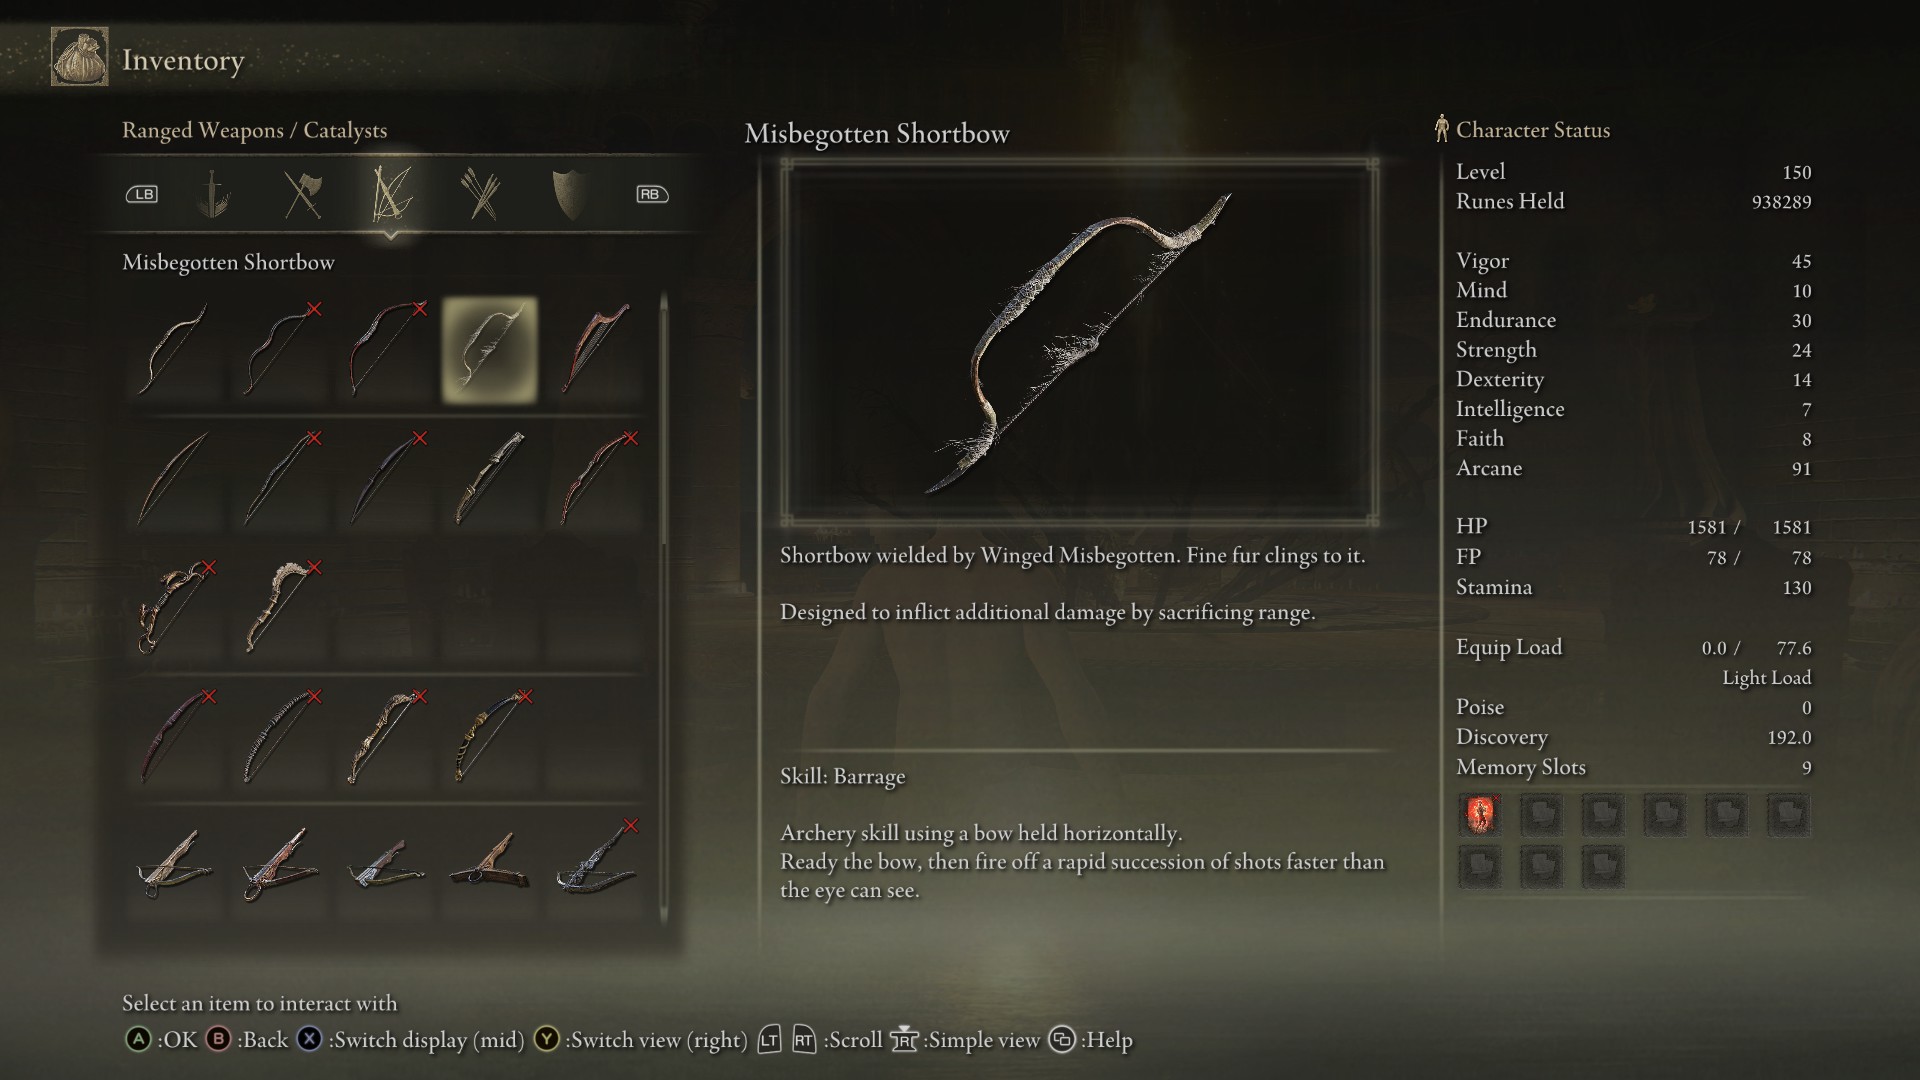 Inventory
Ranged Weapons / Catalysts
LB
RB
Misbegotten Shortbow
Misbegotten Shortbow
Shortbow wielded by Winged Misbegotten. Fine fur clings to it.
Designed to inflict additional damage by sacrificing range.
Skill: Barrage
Archery skill using a bow held horizontally.
Ready the bow, then fire off a rapid succession of shots faster than
the eye can see.
Character Status
Level 150
Runes Held 938289
Vigor 45
Mind 10
Endurance 30
Strength 24
Dexterity 14
Intelligence 7
Faith 8
Arcane 91
HP 1581 / 1581
FP 78 / 78
Stamina 130
Equip Load 0.0 / 77.6
Light Load
Poise 0
Discovery 192.0
Memory Slots 9
Select an item to interact with
A :OK B :Back X :Switch display (mid) Y :Switch view (right) LT RT :Scroll R :Simple view :Help